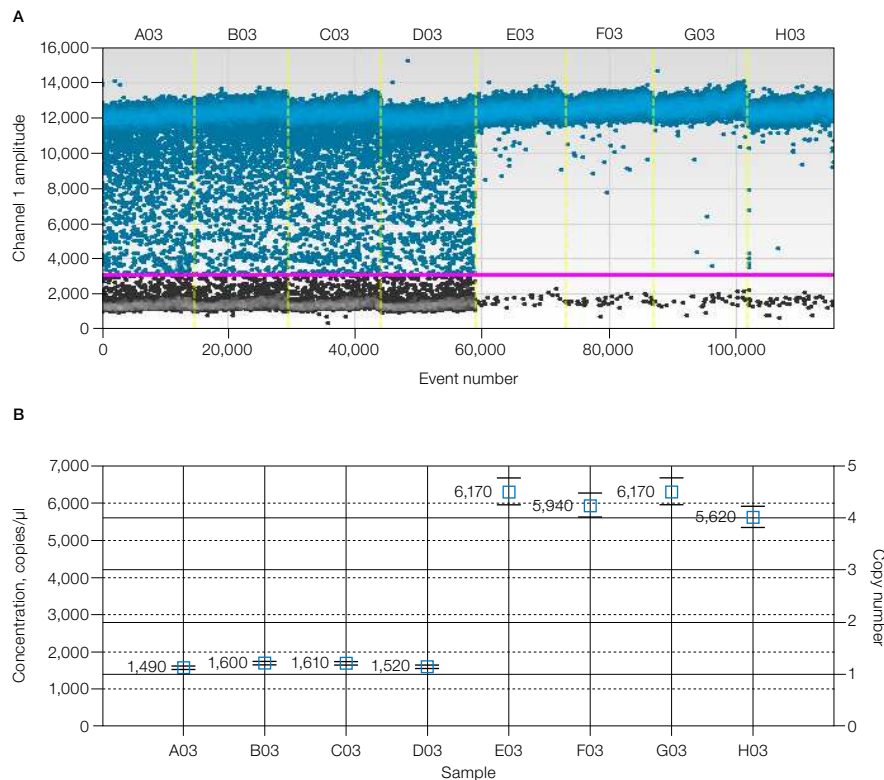 A
A03 B03 C03 D03 E03 F03 G03 H03
16,000
14,000
12,000
10,000
8,000
6,000
4,000
2,000
0
Channel 1 amplitude
0 20,000 40,000 60,000 80,000 100,000
Event number
B
7,000
6,000
5,000
4,000
3,000
2,000
1,000
0
Concentration, copies/µl
5
4
3
2
1
0
Copy number
1,490 1,600 1,610 1,520 6,170 5,940 6,170 5,620
A03 B03 C03 D03 E03 F03 G03 H03
Sample